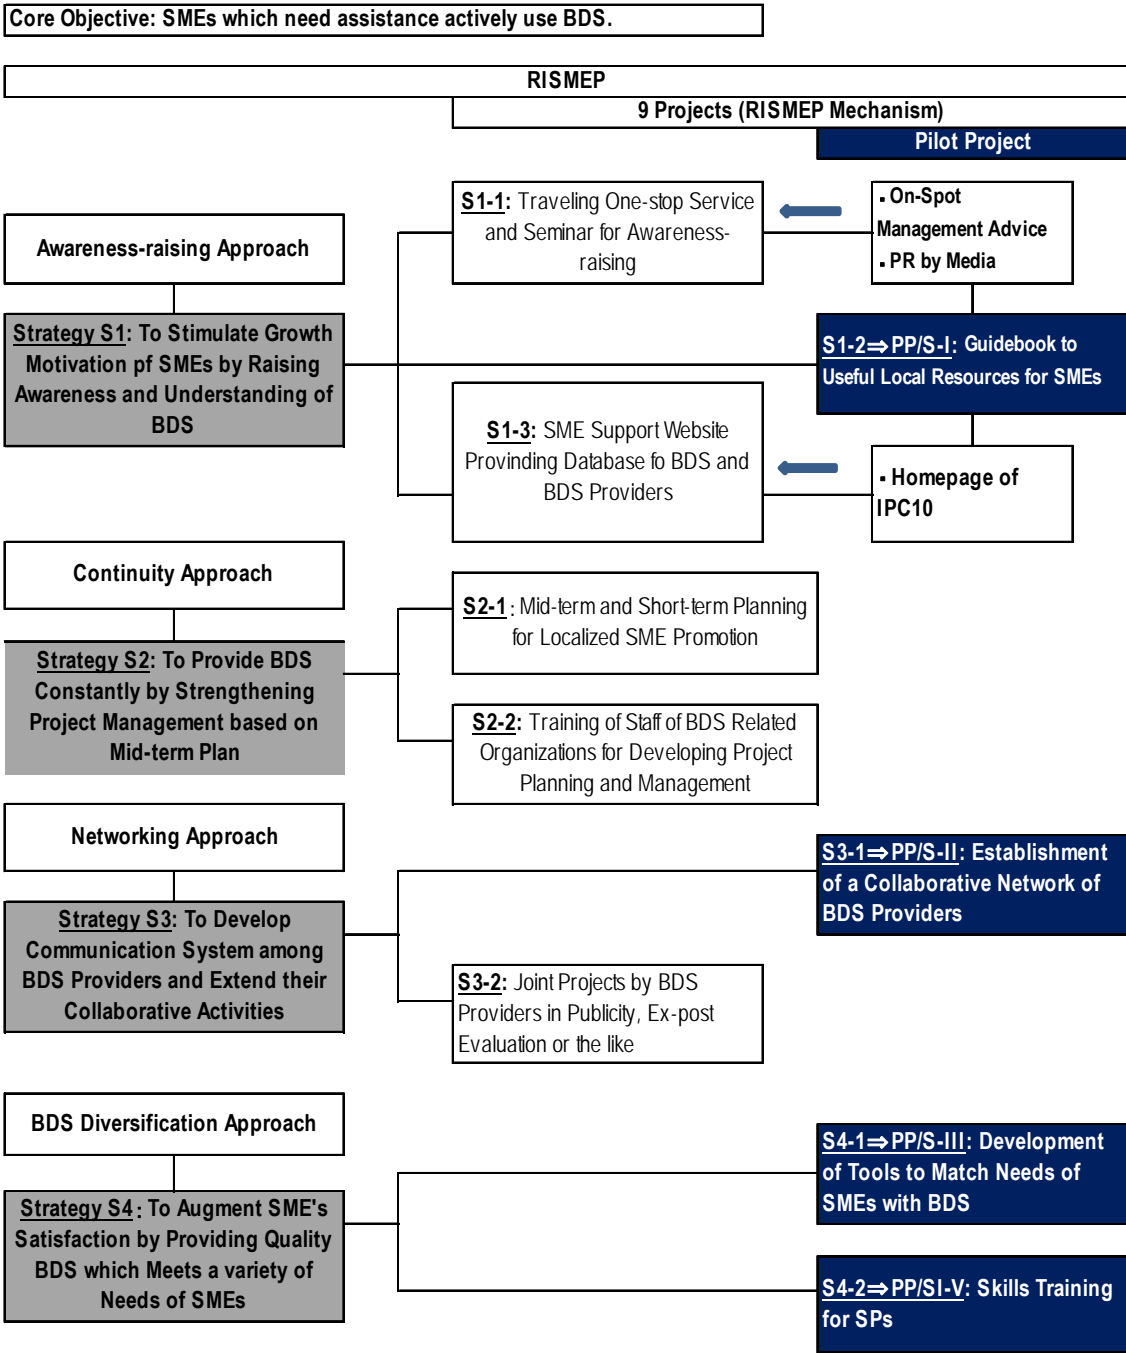 Core Objective: SMEs which need assistance actively use BDS.
RISMEP
9 Projects (RISMEP Mechanism)
Pilot Project
Awareness-raising Approach
Strategy S1: To Stimulate Growth
Motivation pf SMEs by Raising
Awareness and Understanding of
BDS
S1-1: Traveling One-stop Service
and Seminar for Awareness-
raising
▪ On-Spot
Management Advice
▪ PR by Media
S1-2⇒PP/S-I: Guidebook to
Useful Local Resources for SMEs
S1-3: SME Support Website
Provinding Database fo BDS and
BDS Providers
▪ Homepage of
IPC10
Continuity Approach
Strategy S2: To Provide BDS
Constantly by Strengthening
Project Management based on
Mid-term Plan
S2-1: Mid-term and Short-term Planning
for Localized SME Promotion
S2-2: Training of Staff of BDS Related
Organizations for Developing Project
Planning and Management
Networking Approach
Strategy S3: To Develop
Communication System among
BDS Providers and Extend their
Collaborative Activities
S3-1⇒PP/S-II: Establishment
of a Collaborative Network of
BDS Providers
S3-2: Joint Projects by BDS
Providers in Publicity, Ex-post
Evaluation or the like
BDS Diversification Approach
Strategy S4: To Augment SME's
Satisfaction by Providing Quality
BDS which Meets a variety of
Needs of SMEs
S4-1⇒PP/S-III: Development
of Tools to Match Needs of
SMEs with BDS
S4-2⇒PP/SI-V: Skills Training
for SPs